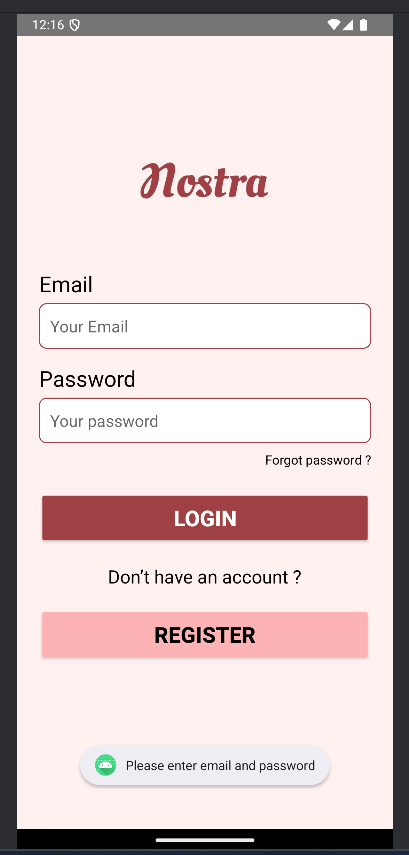 12:16
Nostra
Email
Your Email
Password
Your password
Forgot password ?
LOGIN
Don’t have an account ?
REGISTER
Please enter email and password